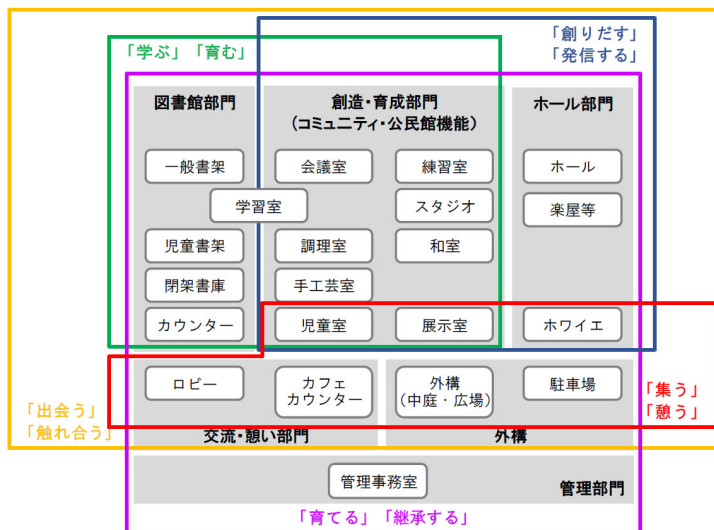 「学ぶ」「育む」
「創りだす」
「発信する」
図書館部門
創造・育成部門
（コミュニティ・公民館機能）
ホール部門
一般書架
会議室
練習室
ホール
学習室
スタジオ
楽屋等
児童書架
調理室
和室
閉架書庫
手工芸室
カウンター
児童室
展示室
ホワイエ
ロビー
カフェ
カウンター
外構
（中庭・広場）
駐車場
「集う」
「憩う」
「出会う」
「触れ合う」
交流・憩い部門
外構
管理事務室
管理部門
「育てる」「継承する」